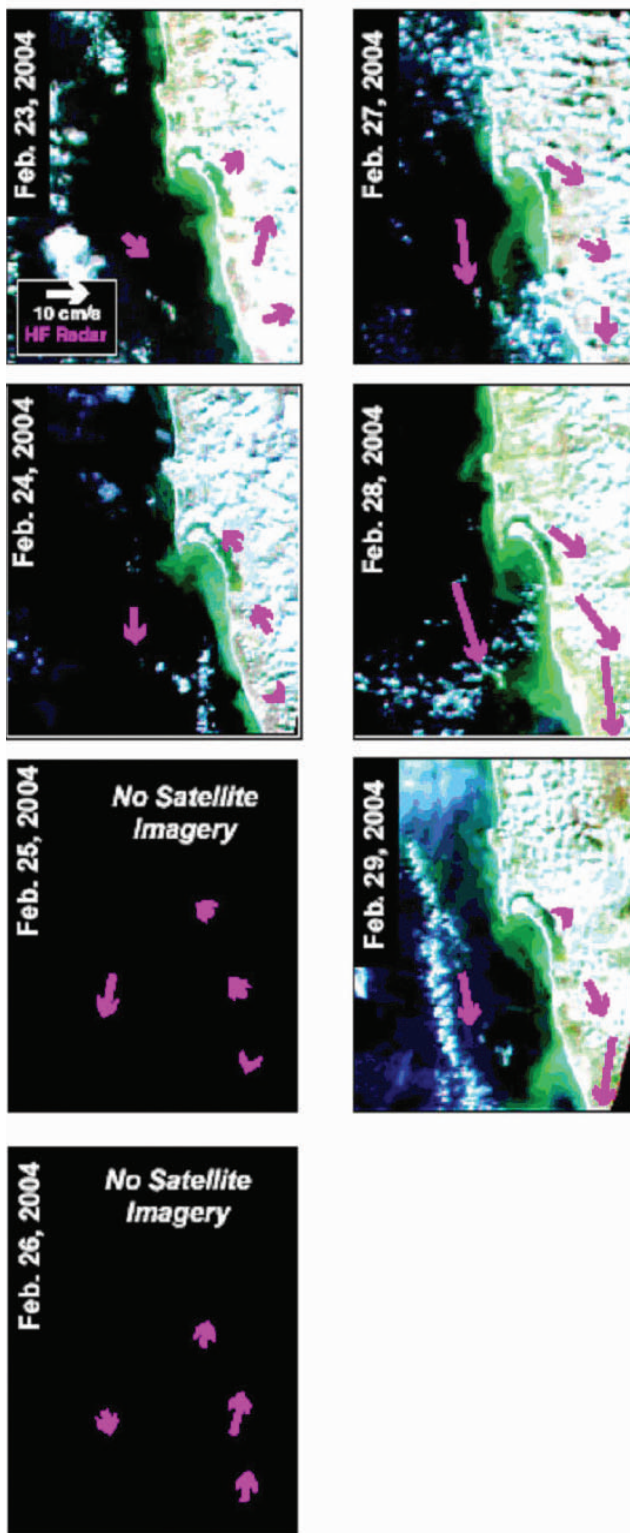 Feb. 23, 2004
10 cm/s
HF Radar
Feb. 24, 2004
Feb. 25, 2004
No Satellite
Imagery
Feb. 26, 2004
No Satellite
Imagery
Feb. 27, 2004
Feb. 28, 2004
Feb. 29, 2004